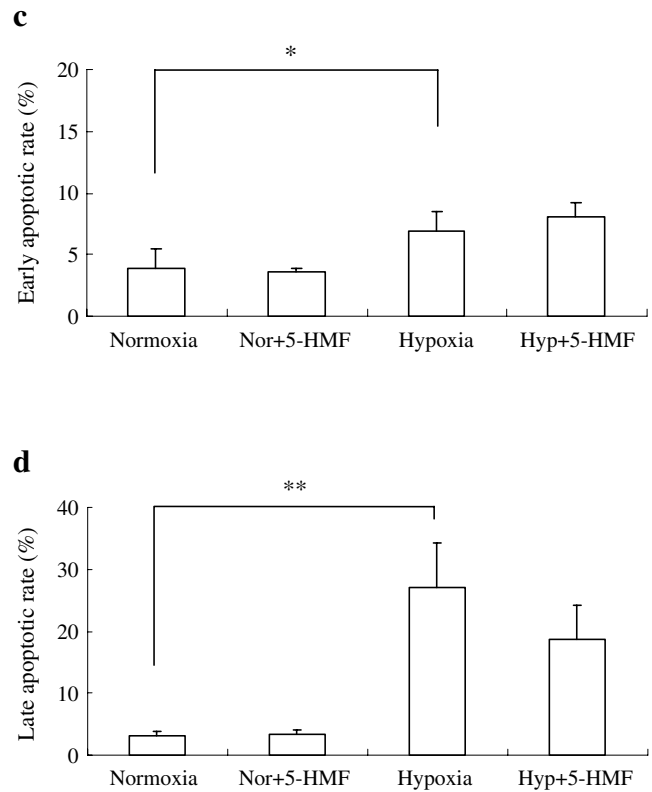 c
*
Early apoptotic rate (%)
20
15
10
5
0
Normoxia Nor+5-HMF Hypoxia Hyp+5-HMF
d
**
Late apoptotic rate (%)
40
30
20
10
0
Normoxia Nor+5-HMF Hypoxia Hyp+5-HMF